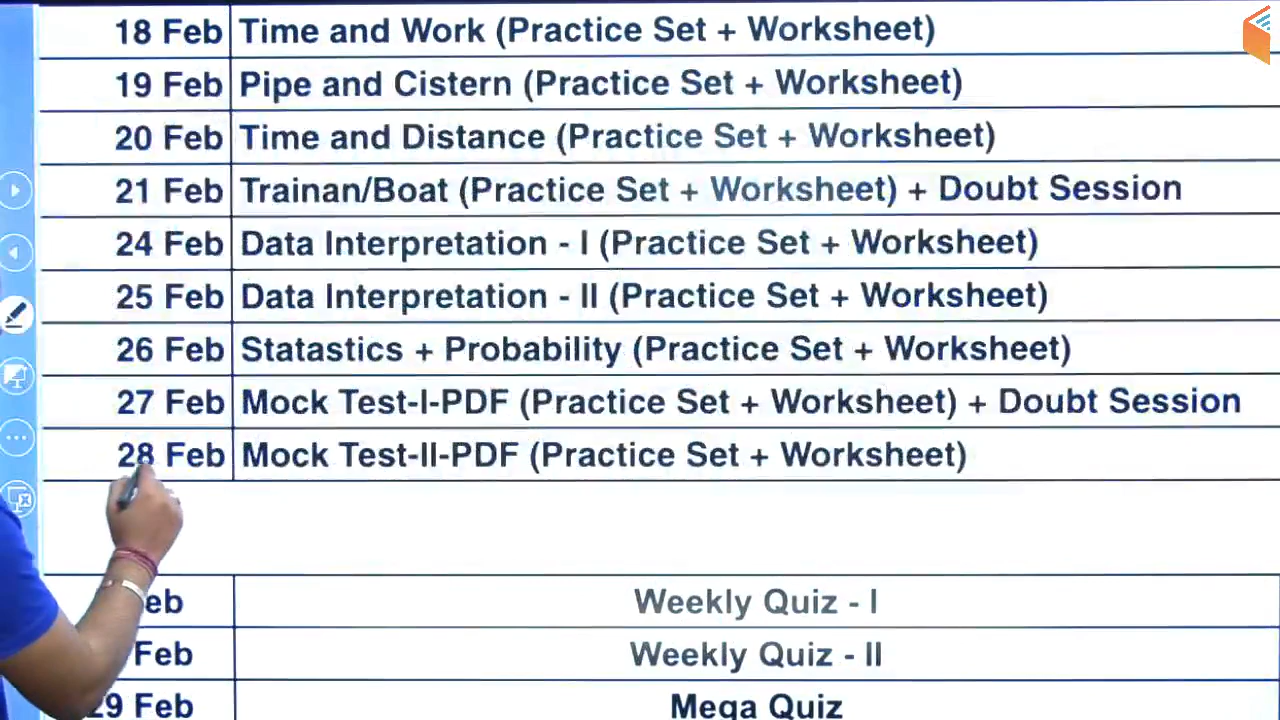 18 Feb Time and Work (Practice Set + Worksheet)
19 Feb Pipe and Cistern (Practice Set + Worksheet)
20 Feb Time and Distance (Practice Set + Worksheet)
21 Feb Trainan/Boat (Practice Set + Worksheet) + Doubt Session
24 Feb Data Interpretation - I (Practice Set + Worksheet)
25 Feb Data Interpretation - II (Practice Set + Worksheet)
26 Feb Statastics + Probability (Practice Set + Worksheet)
27 Feb Mock Test-I-PDF (Practice Set + Worksheet) + Doubt Session
28 Feb Mock Test-II-PDF (Practice Set + Worksheet)
Weekly Quiz - I
Feb Weekly Quiz - II
29 Feb Mega Quiz